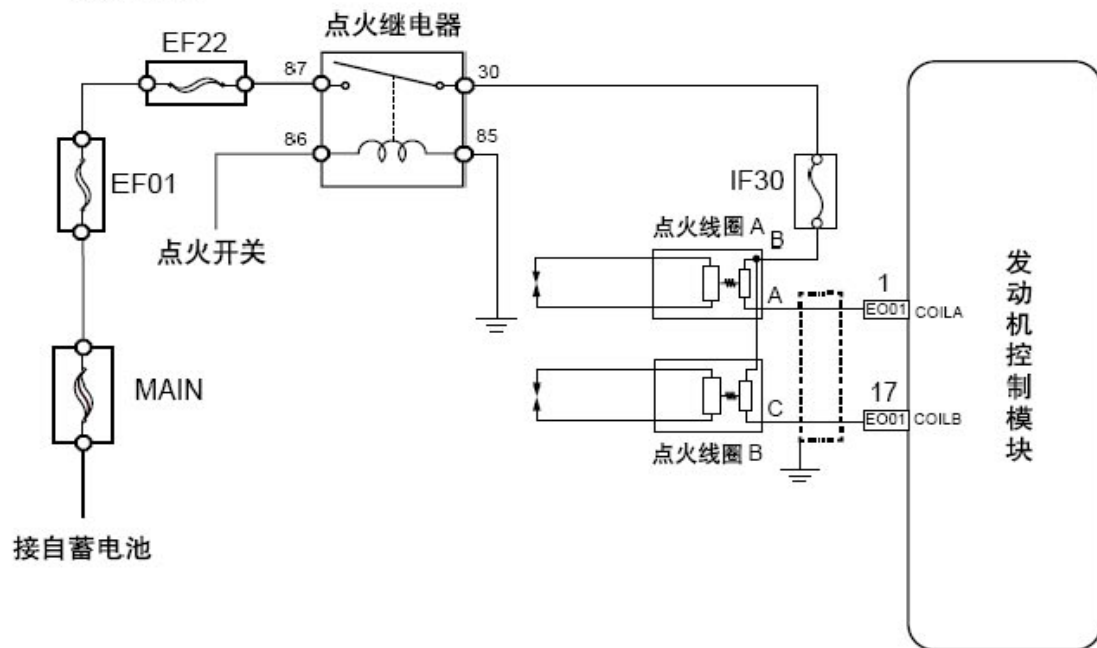 点火继电器
EF22
87
30
86
85
EF01
IF30
点火开关
点火线圈 A
B
A
1
EO01
COILA
发动机控制模块
MAIN
17
C
EO01
COILB
点火线圈 B
接自蓄电池